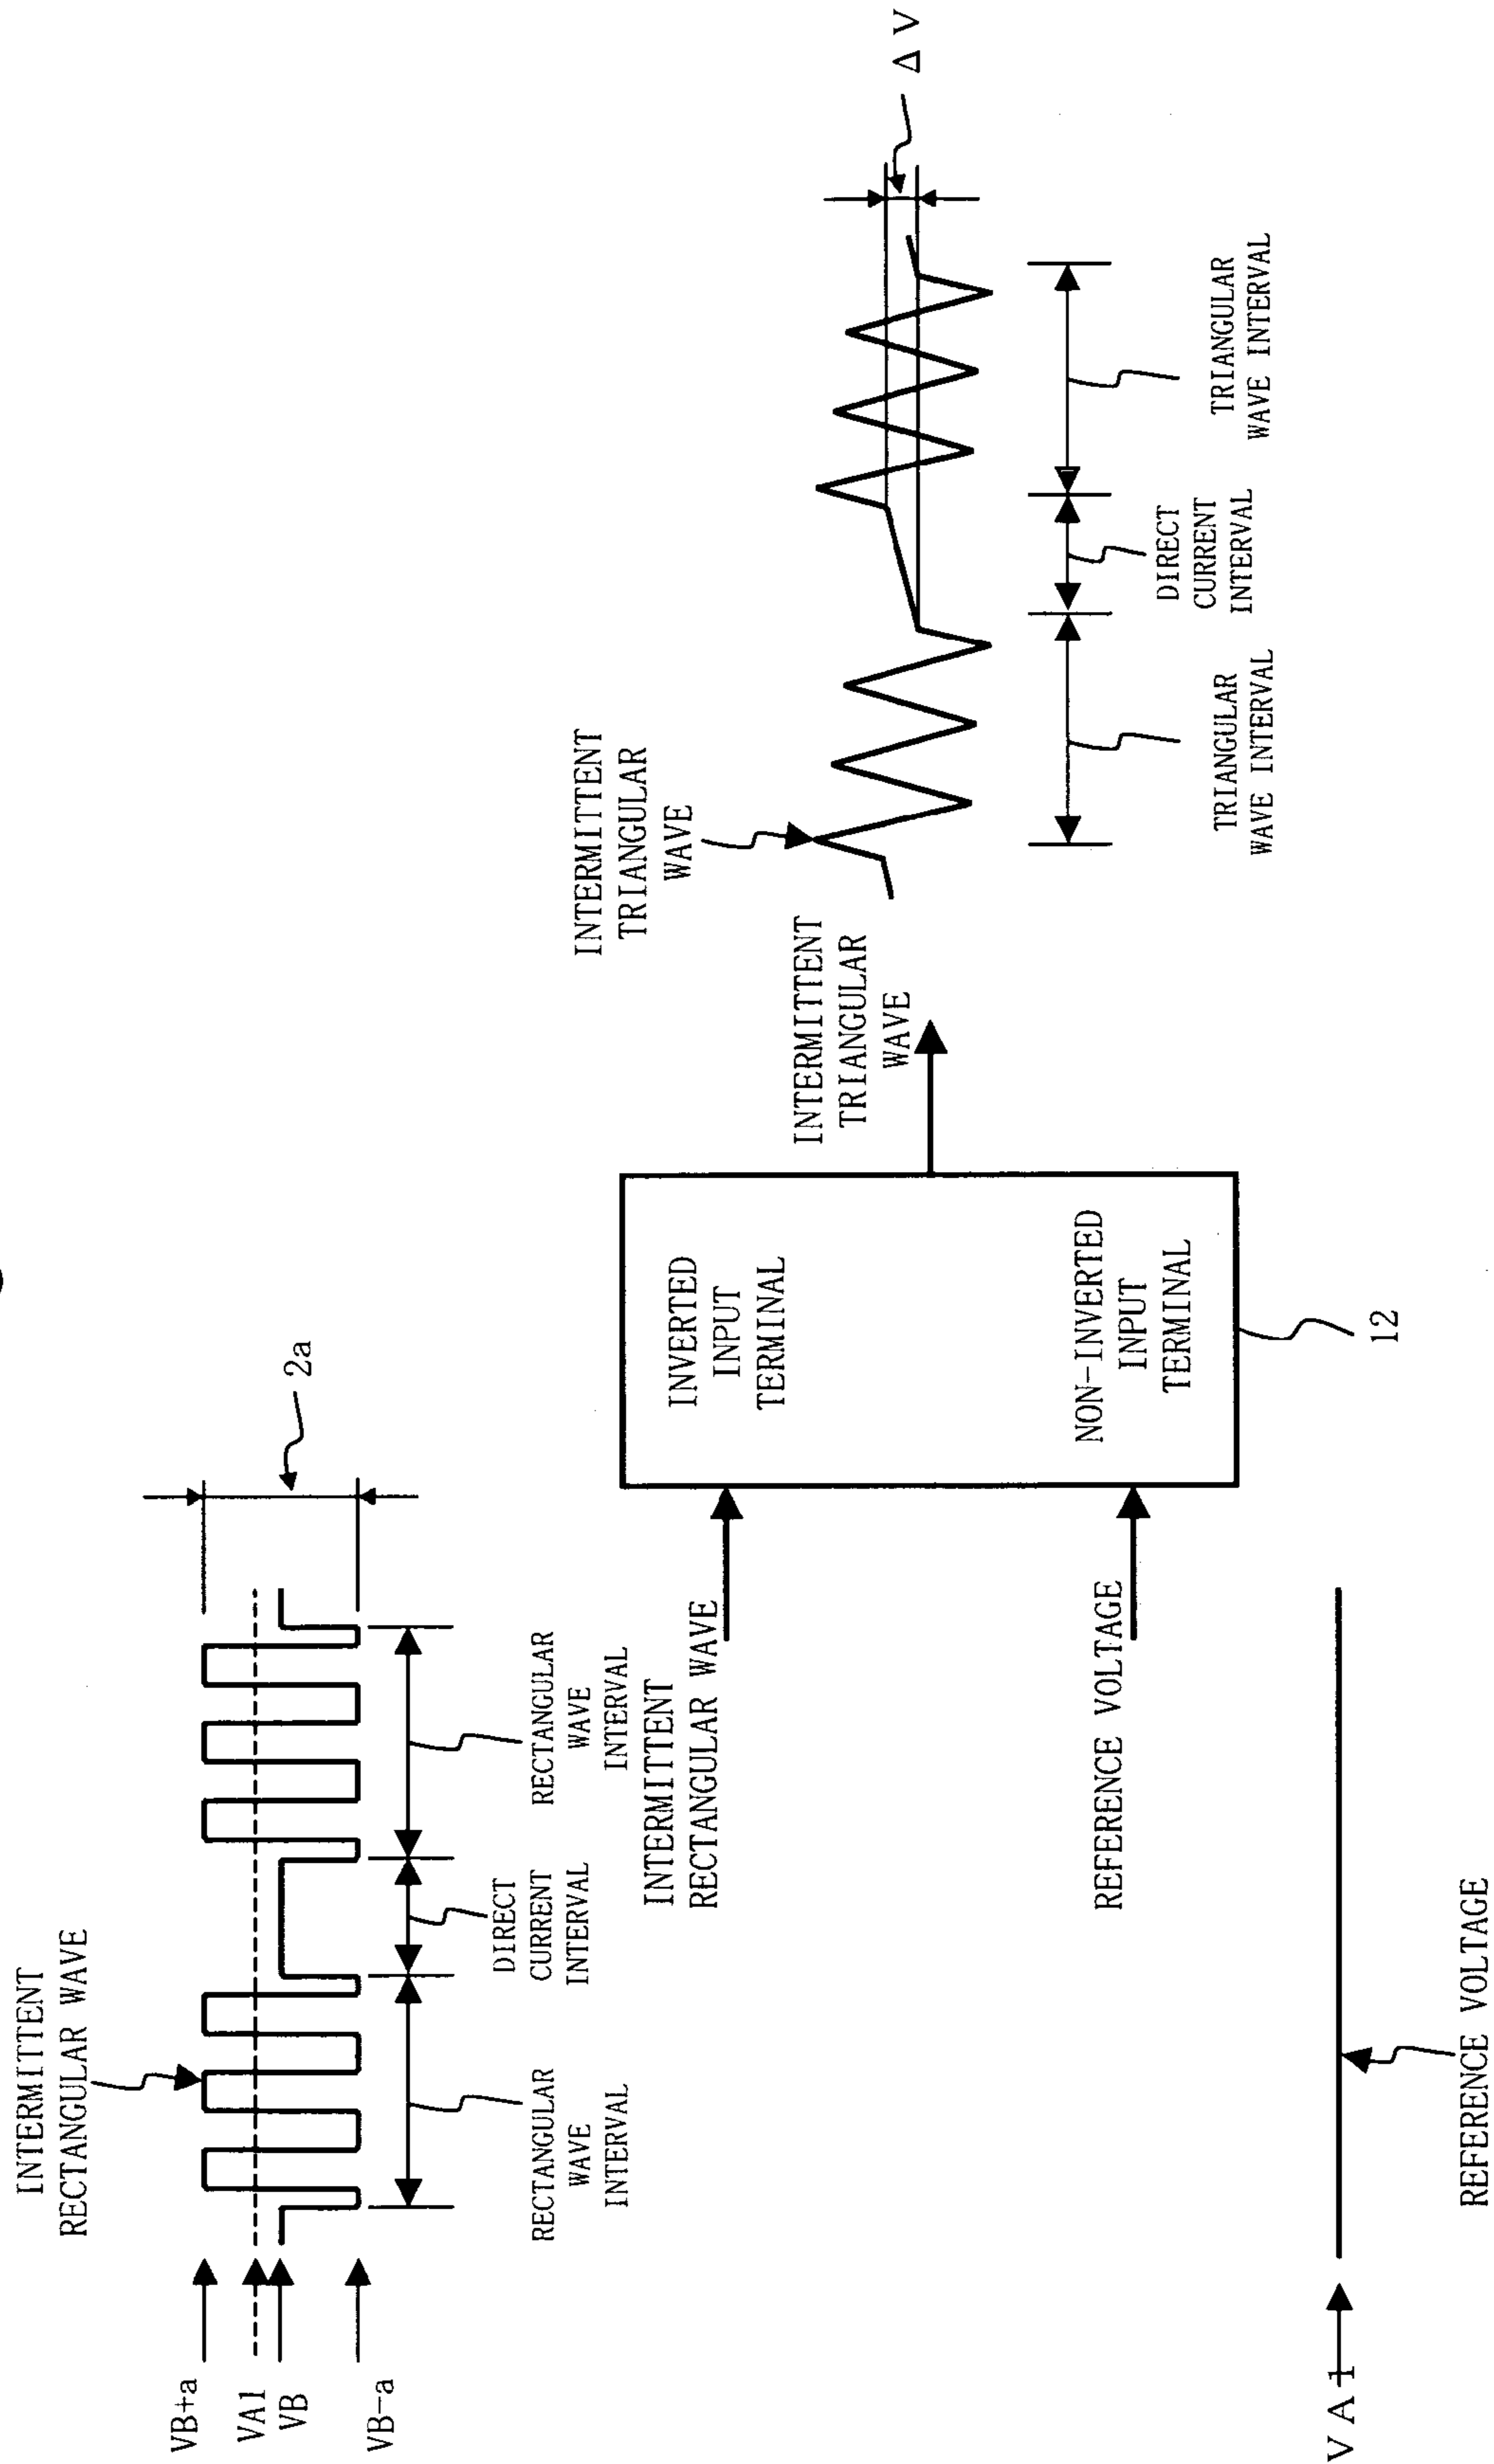 INTERMITTENT
RECTANGULAR WAVE
VB+a
VA1
VB
VB-a
2a
RECTANGULAR
WAVE
INTERVAL
DIRECT
CURRENT
INTERVAL
RECTANGULAR
WAVE
INTERVAL
INTERMITTENT
RECTANGULAR WAVE
REFERENCE VOLTAGE
INVERTED
INPUT
TERMINAL
NON-INVERTED
INPUT
TERMINAL
12
INTERMITTENT
TRIANGULAR
WAVE
INTERMITTENT
TRIANGULAR
WAVE
ΔV
TRIANGULAR
WAVE INTERVAL
DIRECT
CURRENT
INTERVAL
TRIANGULAR
WAVE INTERVAL
VA1
REFERENCE VOLTAGE